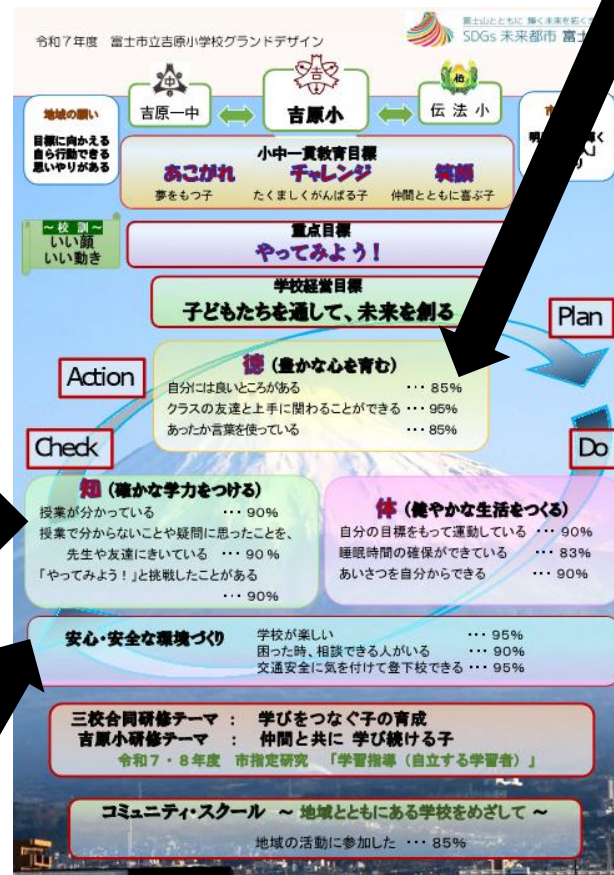 令和７年度 富士市立吉原小学校グランドデザイン
富士山とともに 輝く未来を拓く
SDGs 未来都市 富士
吉原一中
吉原小
伝法小
地域の願い
目標に向かえる
自ら行動できる
思いやりがある
小中一貫教育目標
あこがれ チャレンジ 笑顔
夢をもつ子 たくましくがんばる子 仲間とともに喜ぶ子
～校訓～
いい顔
いい動き
重点目標
やってみよう！
学校経営目標
子どもたちを通して、未来を創る
Plan
Action
徳（豊かな心を育む）
自分には良いところがある ･･･ 85%
クラスの友達と上手に関わることができる ･･･ 95%
あったか言葉を使っている ･･･ 85%
Check
Do
知（確かな学力をつける）
授業が分かっている ･･･ 90%
授業で分からないことや疑問に思ったことを、
先生や友達にきいている ･･･ 90％
「やってみよう！」と挑戦したことがある
･･･ 90%
体（健やかな生活をつくる）
自分の目標をもって運動している ･･･ 90%
睡眠時間の確保ができている ･･･ 83%
あいさつを自分からできる ･･･ 90%
安心・安全な環境づくり
学校が楽しい ･･･ 95%
困った時、相談できる人がいる ･･･ 90%
交通安全に気を付けて登下校できる ･･･ 95%
三校合同研修テーマ ： 学びをつなぐ子の育成
吉原小研修テーマ ： 仲間と共に 学び続ける子
令和７・８年度 市指定研究 「学習指導（自立する学習者）」
コミュニティ・スクール ～ 地域とともにある学校をめざして ～
地域の活動に参加した ･･･ 85%